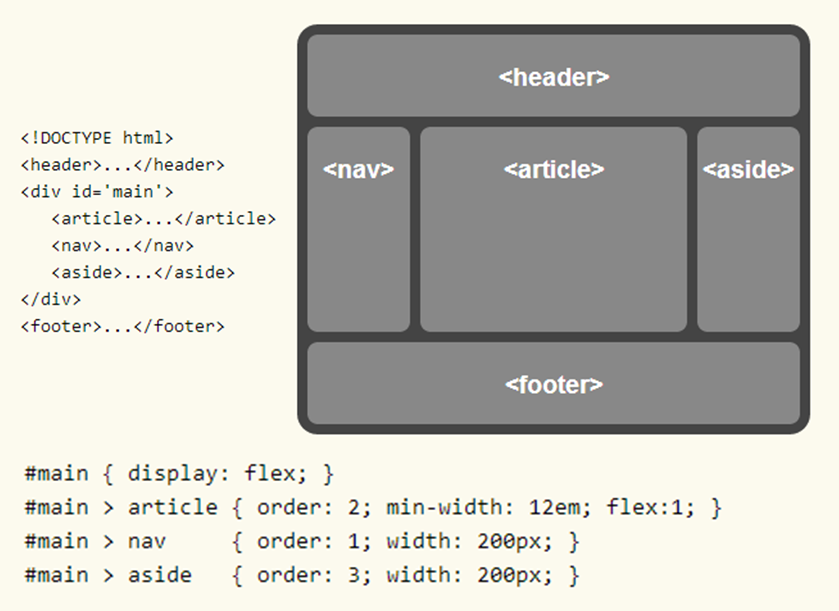 <!DOCTYPE html>
<header>...</header>
<div id='main'>
   <article>...</article>
   <nav>...</nav>
   <aside>...</aside>
</div>
<footer>...</footer>
<header>
<nav> <article> <aside>
<footer>
#main { display: flex; }
#main > article { order: 2; min-width: 12em; flex:1; }
#main > nav     { order: 1; width: 200px; }
#main > aside   { order: 3; width: 200px; }